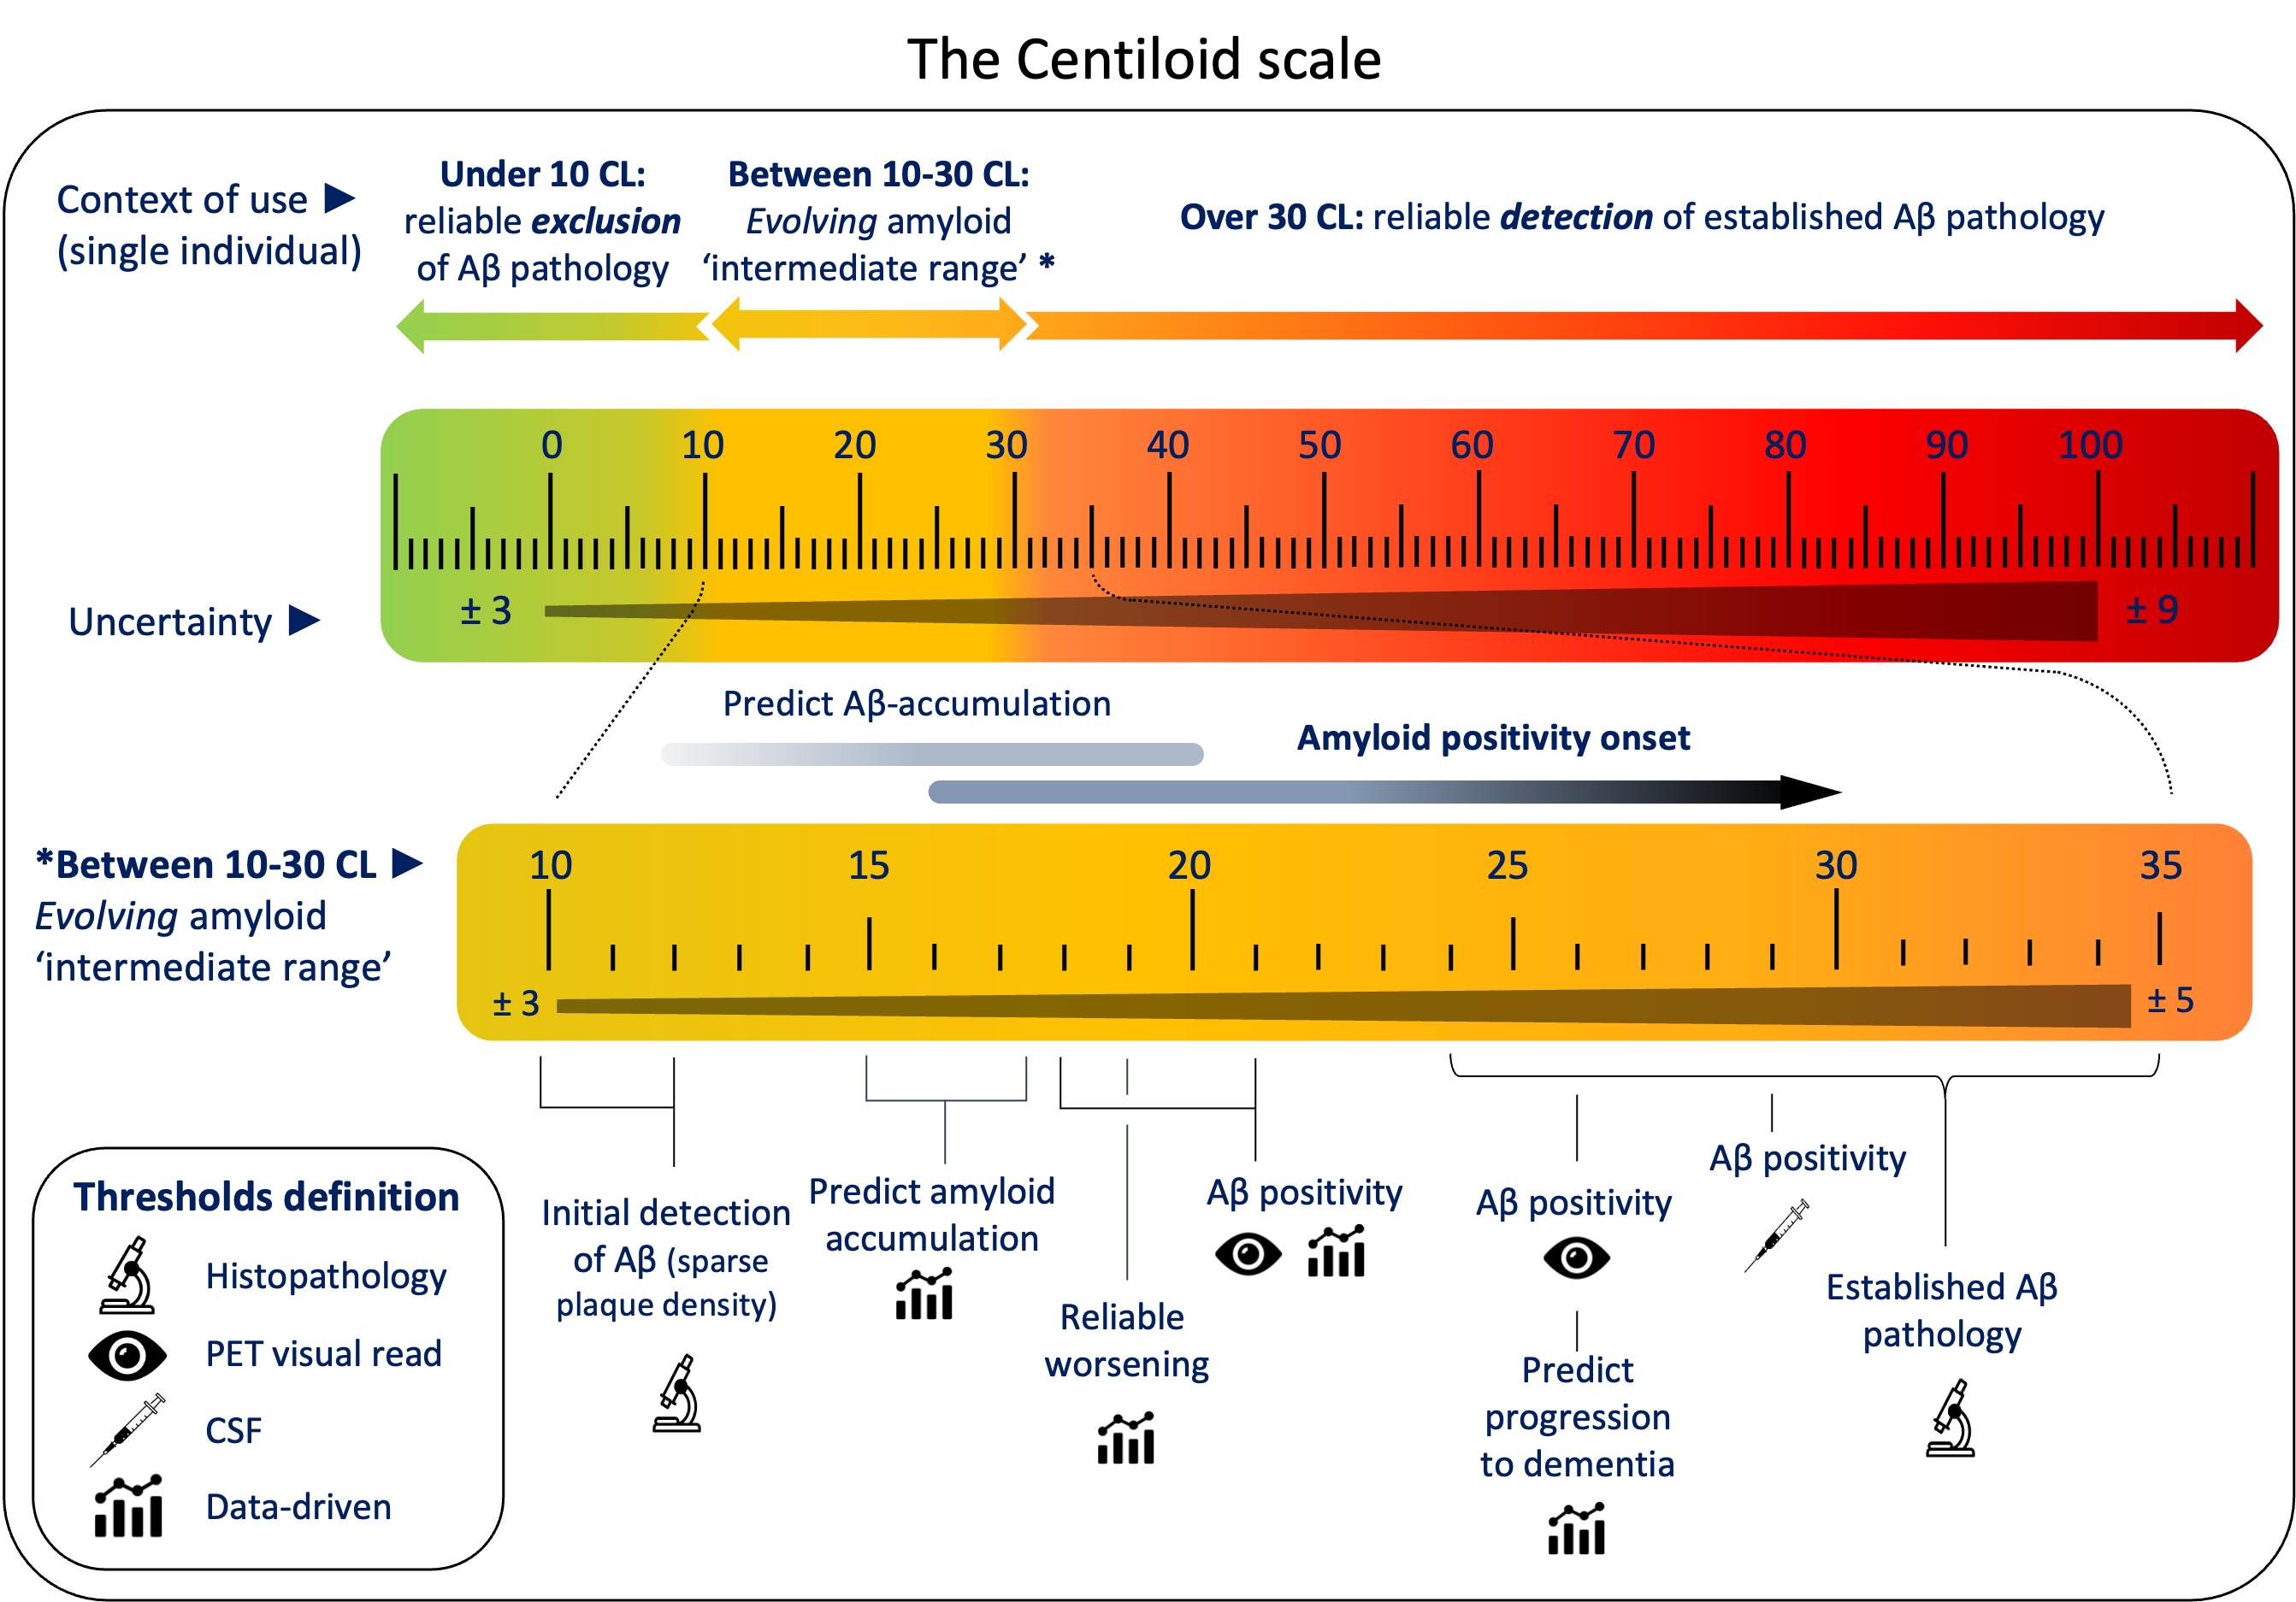 The Centiloid scale
Context of use ►
(single individual)
Under 10 CL:
reliable exclusion
of Aβ pathology
Between 10-30 CL:
Evolving amyloid
‘intermediate range’ *
Over 30 CL: reliable detection of established Aβ pathology
0 10 20 30 40 50 60 70 80 90 100
Uncertainty ►
± 3
± 9
Predict Aβ-accumulation
Amyloid positivity onset
*Between 10-30 CL ►
Evolving amyloid
‘intermediate range’
10 15 20 25 30 35
± 3
± 5
Initial detection
of Aβ (sparse
plaque density)
Predict amyloid
accumulation
Reliable
worsening
Aβ positivity
Aβ positivity
Predict
progression
to dementia
Aβ positivity
Established Aβ
pathology
Thresholds definition
Histopathology
PET visual read
CSF
Data-driven